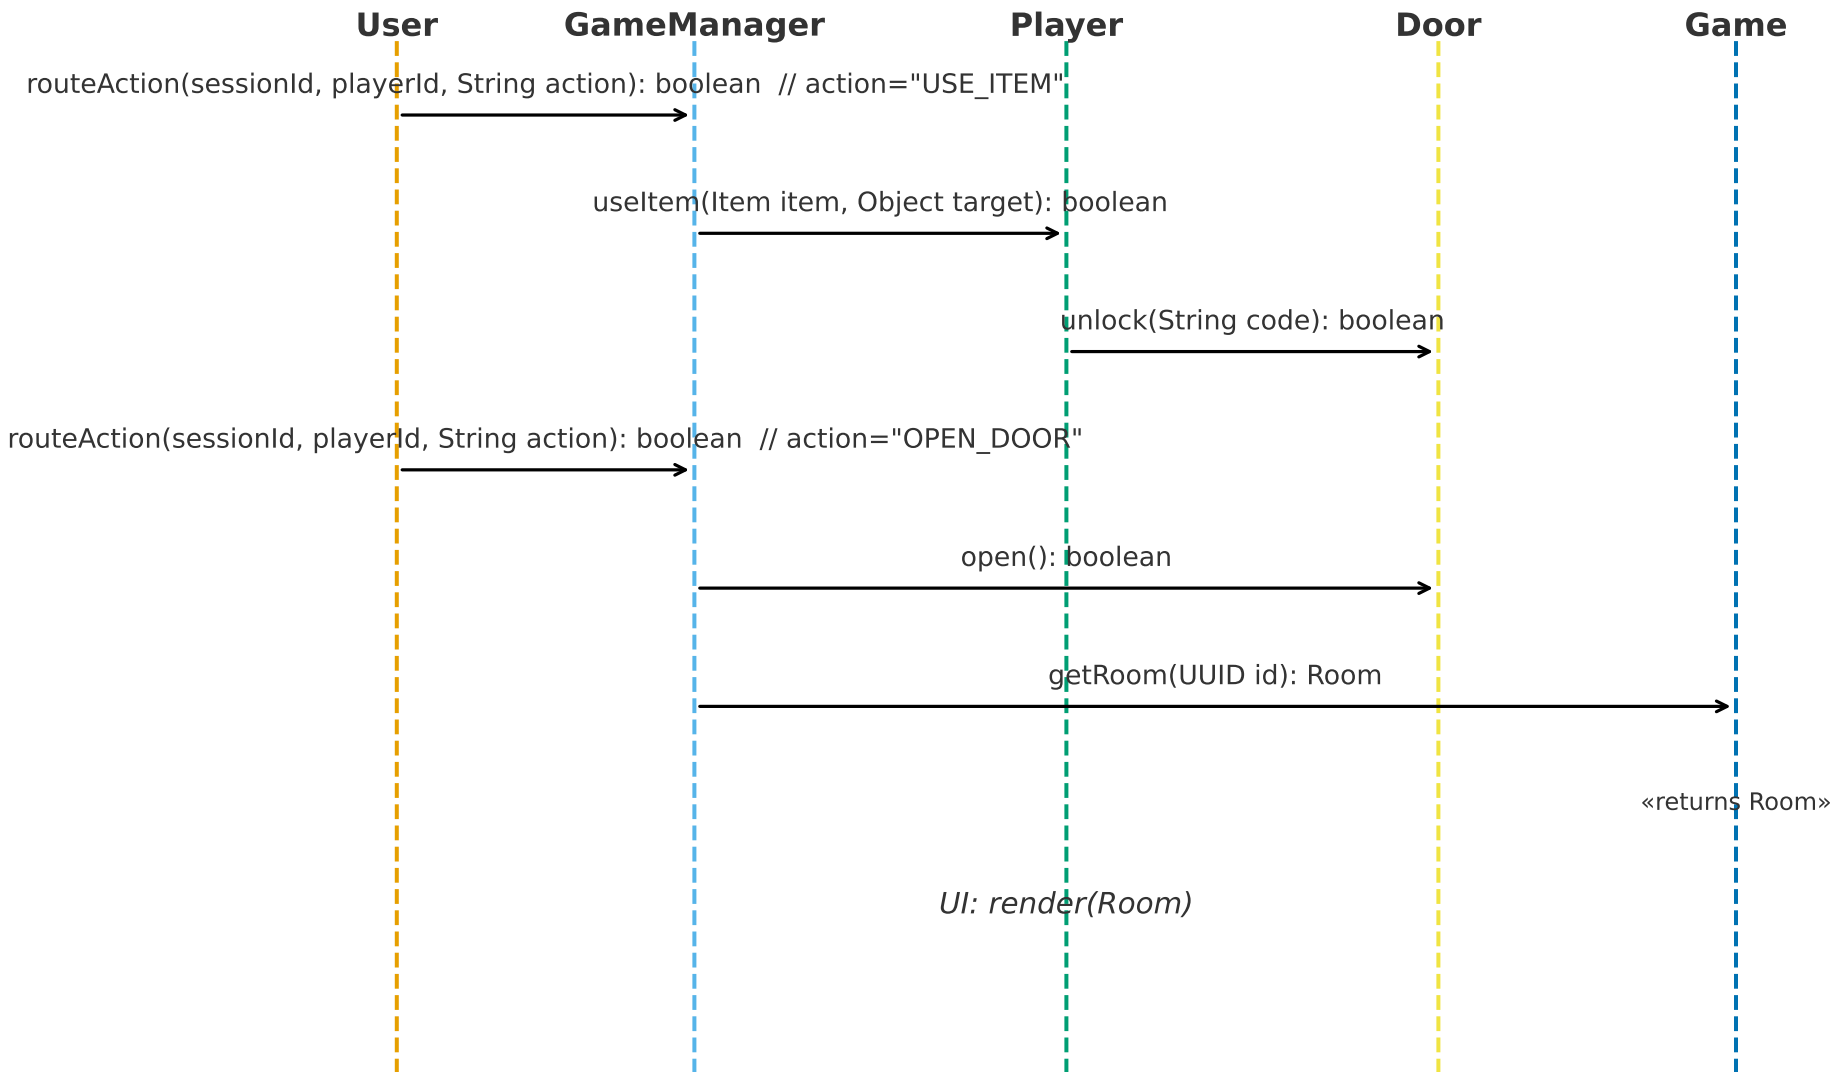 User
GameManager
Player
Door
Game
routeAction(sessionId, playerId, String action): boolean  // action="USE_ITEM"
useItem(Item item, Object target): boolean
unlock(String code): boolean
routeAction(sessionId, playerId, String action): boolean  // action="OPEN_DOOR"
open(): boolean
getRoom(UUID id): Room
«returns Room»
UI: render(Room)